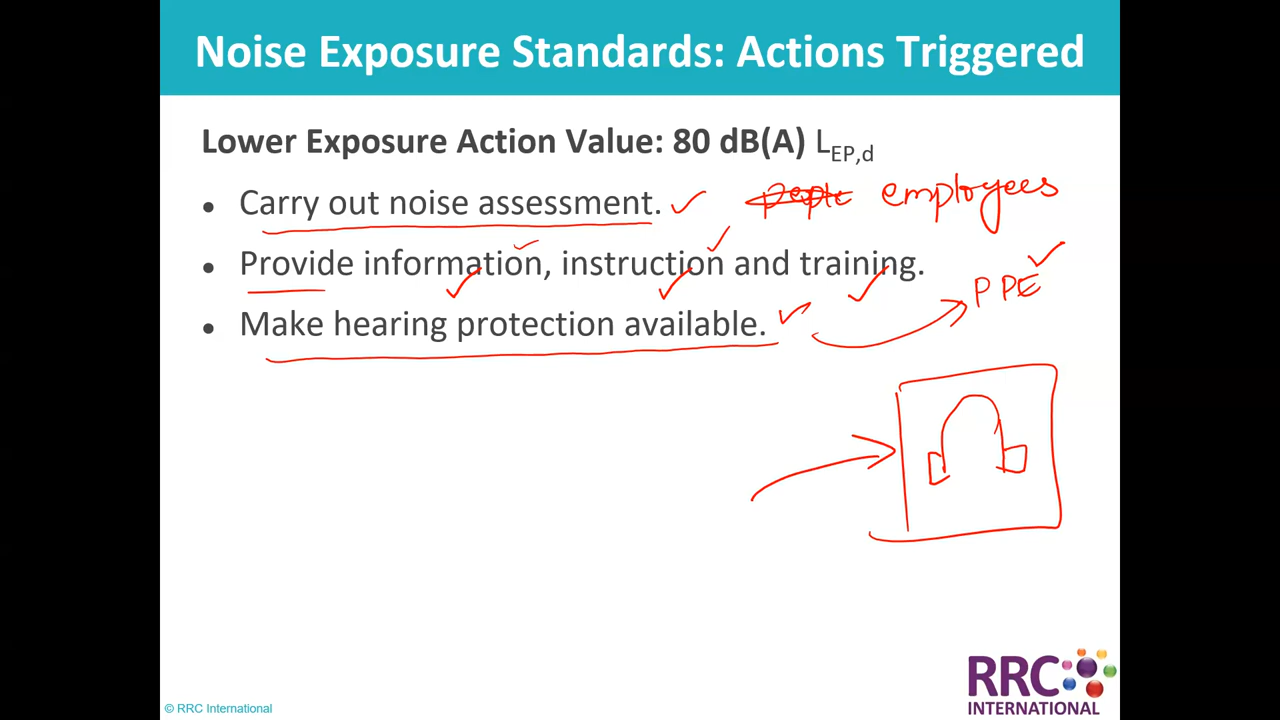 Noise Exposure Standards: Actions Triggered
Lower Exposure Action Value: 80 dB(A) LEP,d
• Carry out noise assessment. employees
• Provide information, instruction and training.
PPE
• Make hearing protection available.
RRC
INTERNATIONAL
© RRC International